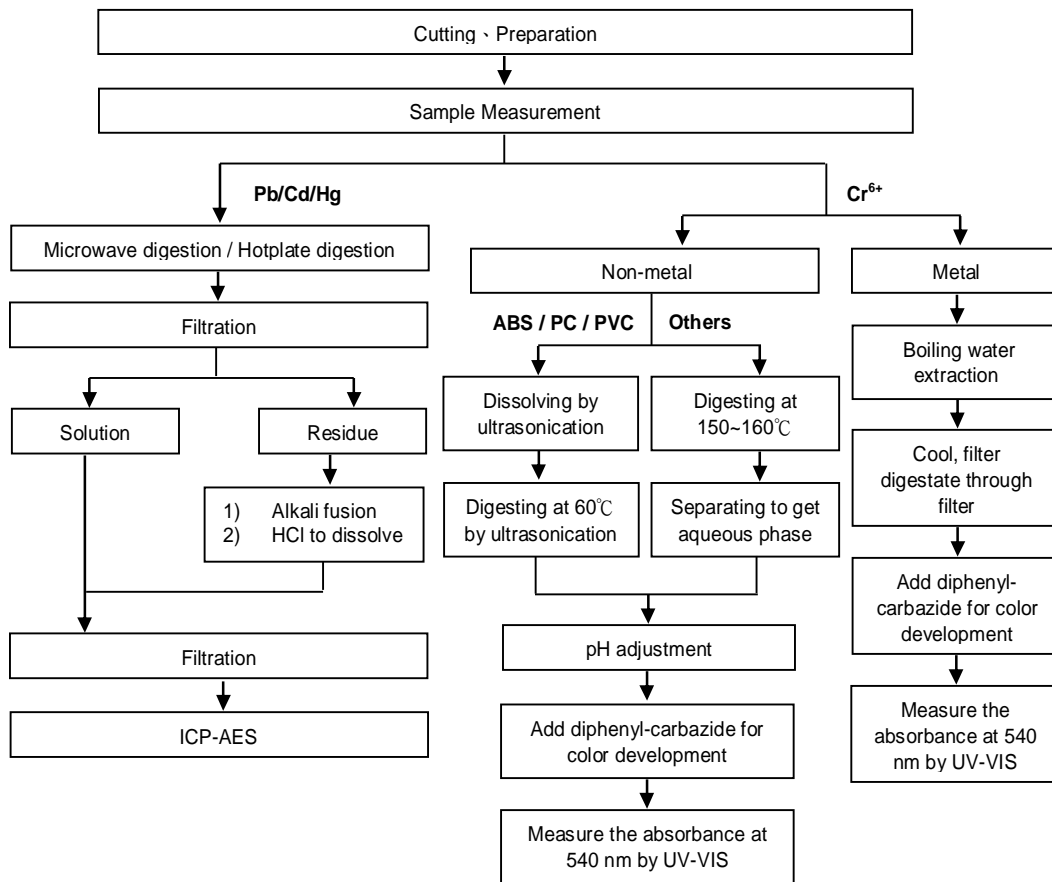 Cutting、Preparation
Sample Measurement
Pb/Cd/Hg
Cr6+
Microwave digestion / Hotplate digestion
Filtration
Solution
Residue
1) Alkali fusion
2) HCl to dissolve
Filtration
ICP-AES
Non-metal
ABS / PC / PVC
Others
Dissolving by
ultrasonication
Digesting at
150~160℃
Digesting at 60℃
by ultrasonication
Separating to get
aqueous phase
pH adjustment
Add diphenyl-carbazide for
color development
Measure the absorbance at
540 nm by UV-VIS
Metal
Boiling water
extraction
Cool, filter
digestate through
filter
Add diphenyl-
carbazide for color
development
Measure the
absorbance at 540
nm by UV-VIS